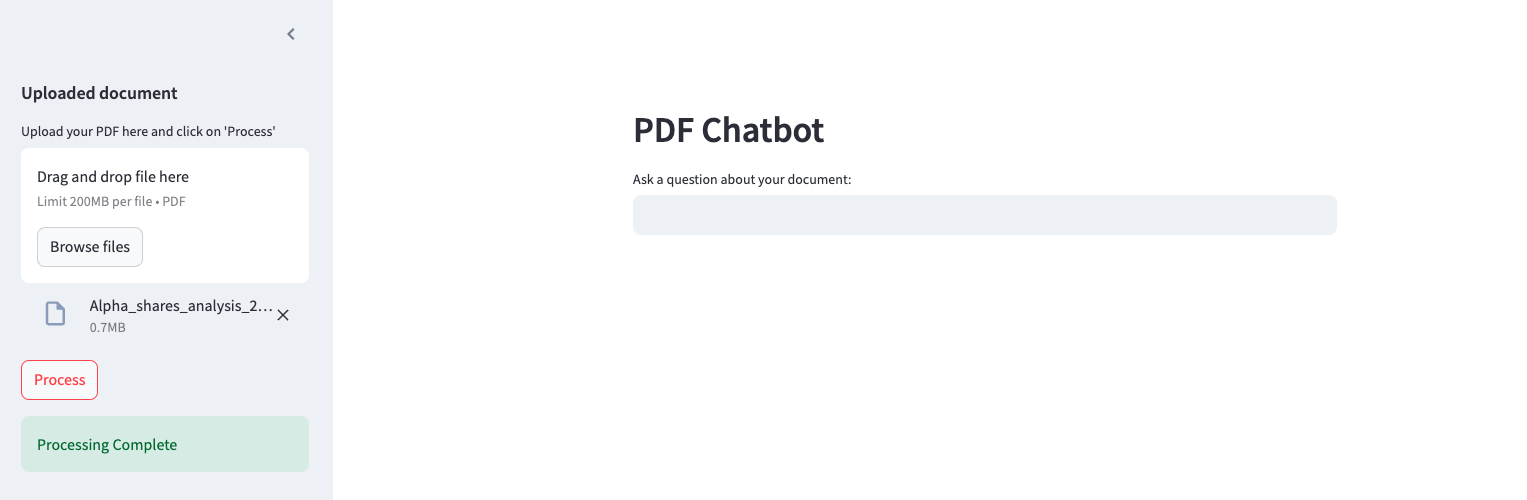 Uploaded document
Upload your PDF here and click on 'Process'
Drag and drop file here
Limit 200MB per file • PDF
Browse files
Alpha_shares_analysis_2...
0.7MB
Process
Processing Complete
PDF Chatbot
Ask a question about your document: